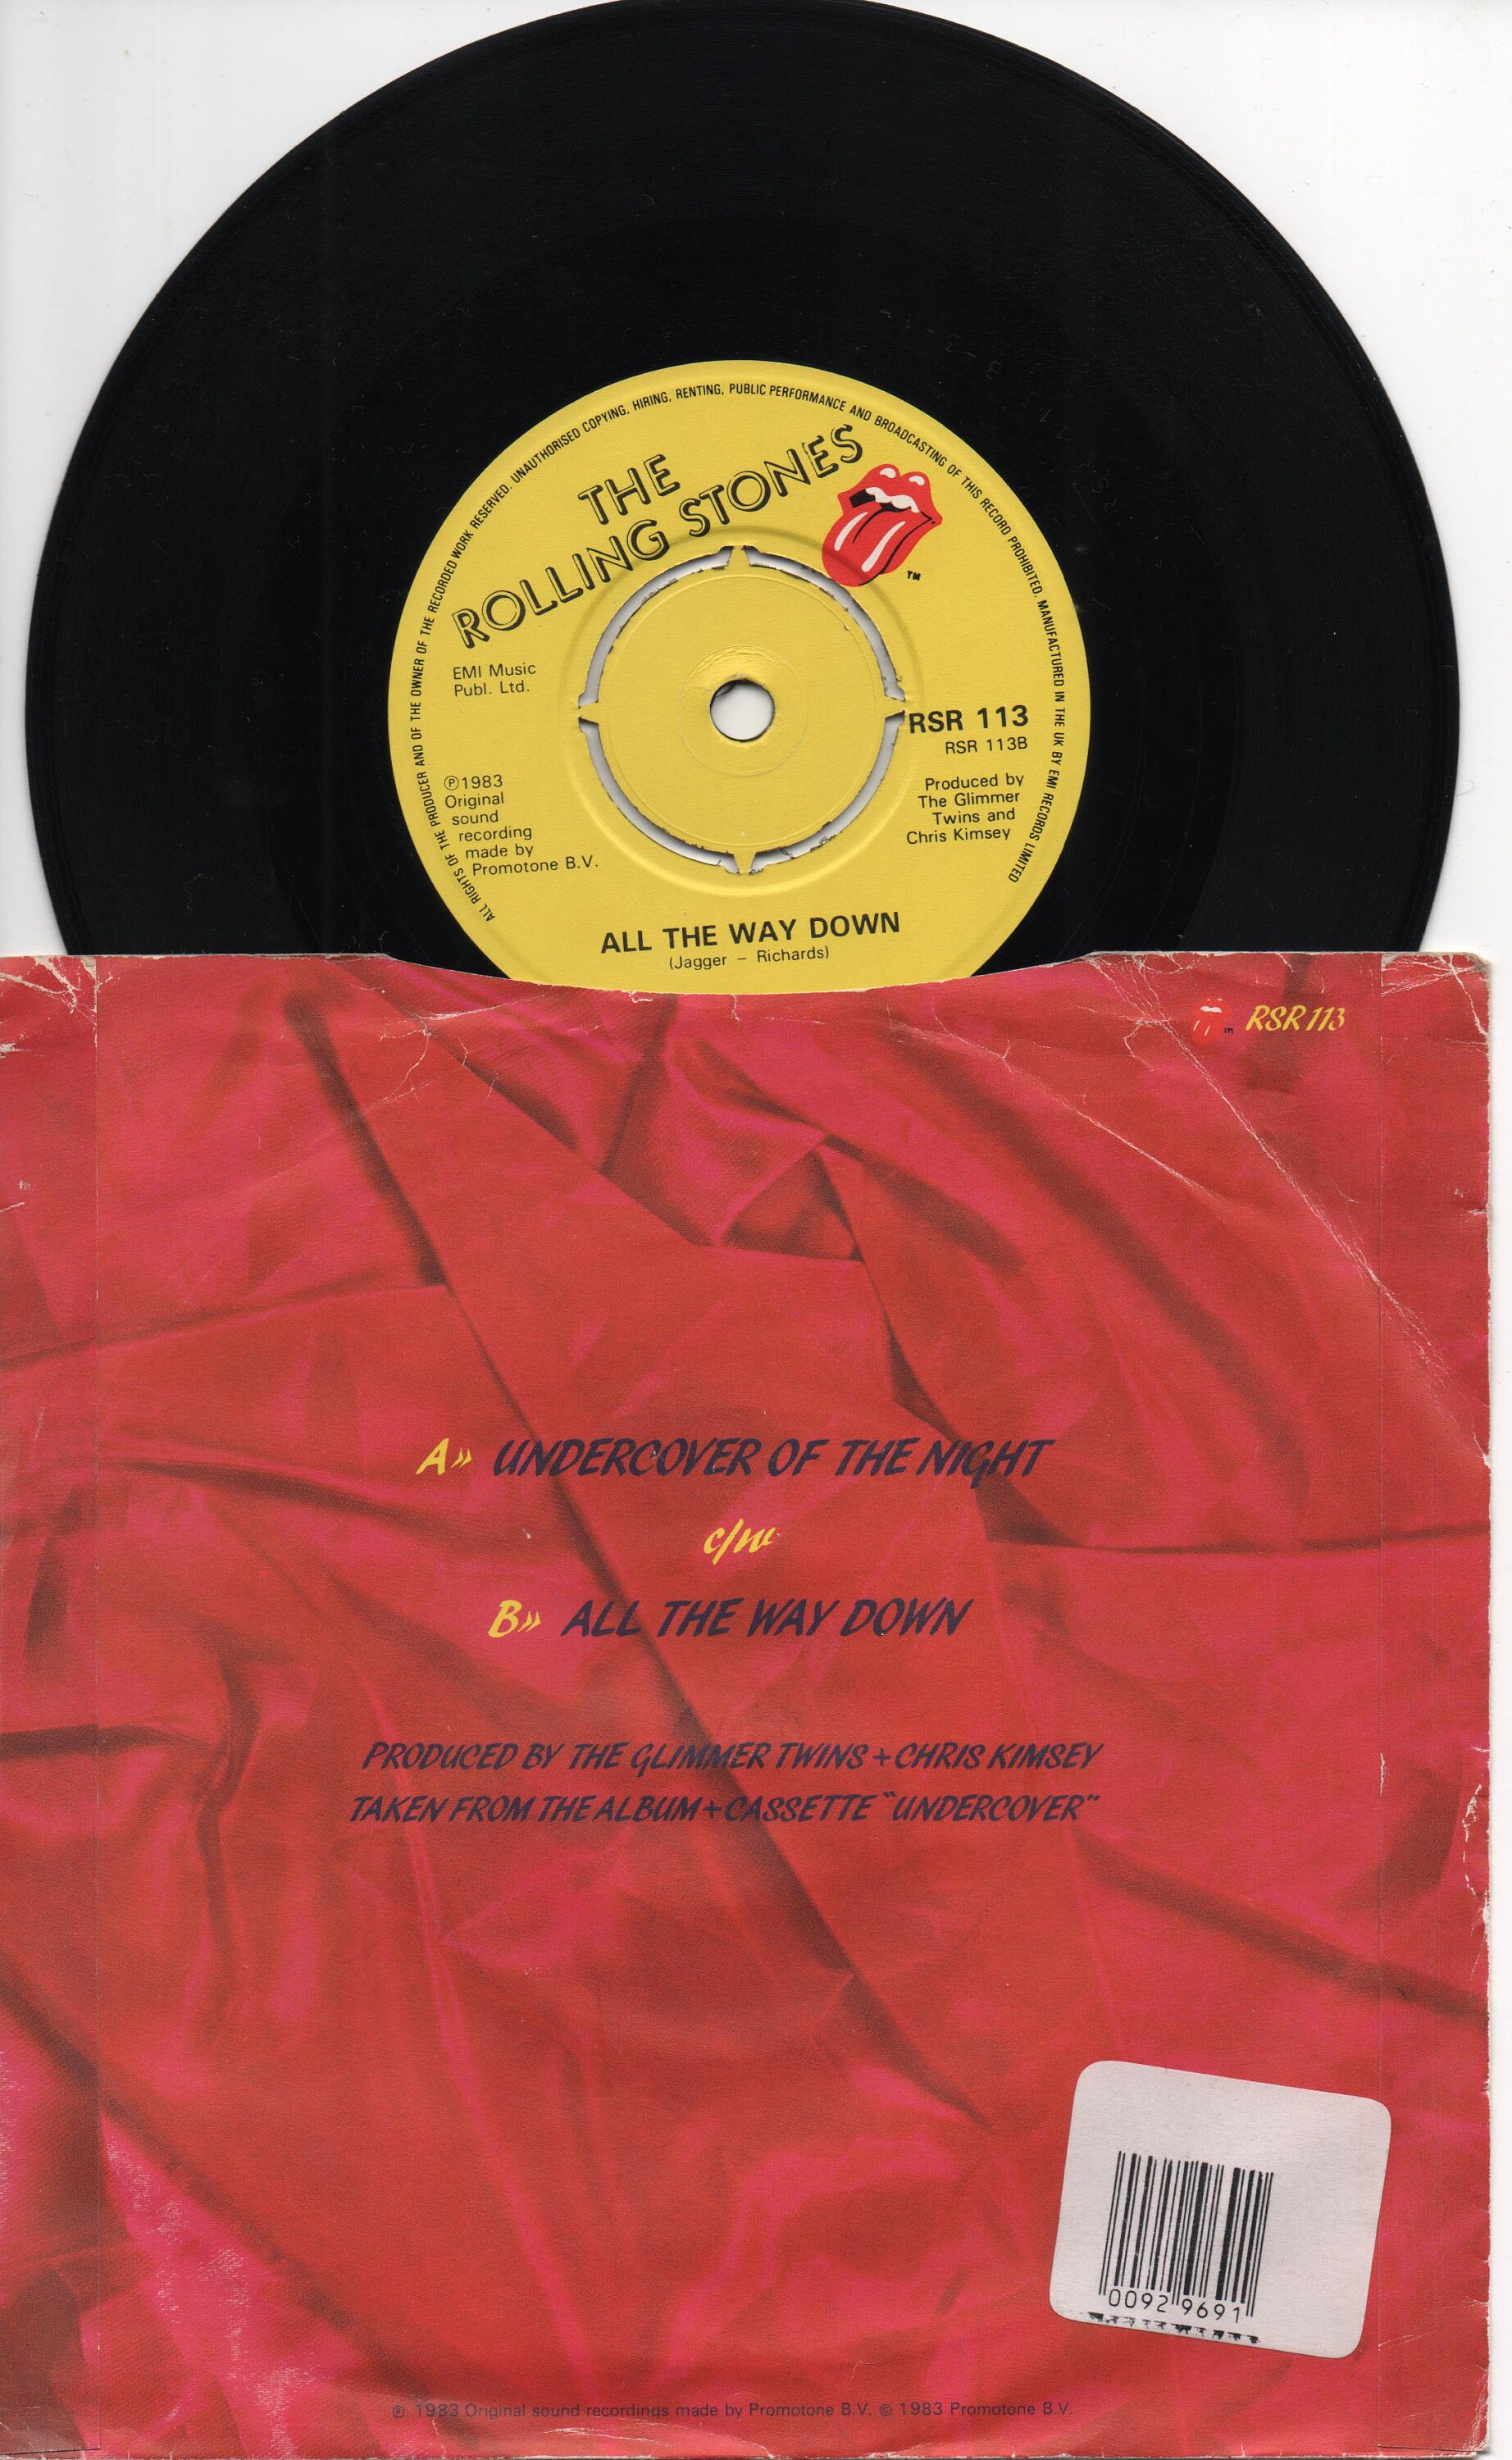 ALL RIGHTS OF THE PRODUCER AND OF THE OWNER OF THE RECORDED WORK RESERVED. UNAUTHORISED COPYING, HIRING, RENTING, PUBLIC PERFORMANCE AND BROADCASTING OF THIS RECORD PROHIBITED. MANUFACTURED IN THE UK BY EMI RECORDS LIMITED
THE
ROLLING STONES
TM
EMI Music
Publ. Ltd.
RSR 113
RSR 113B
℗1983
Original
sound
recording
made by
Promotone B.V.
Produced by
The Glimmer
Twins and
Chris Kimsey
ALL THE WAY DOWN
(Jagger – Richards)
TM RSR 113
A» UNDERCOVER OF THE NIGHT
c/w
B» ALL THE WAY DOWN
PRODUCED BY THE GLIMMER TWINS + CHRIS KIMSEY
TAKEN FROM THE ALBUM + CASSETTE "UNDERCOVER"
0092 9691
℗ 1983 Original sound recordings made by Promotone B.V. © 1983 Promotone B.V.